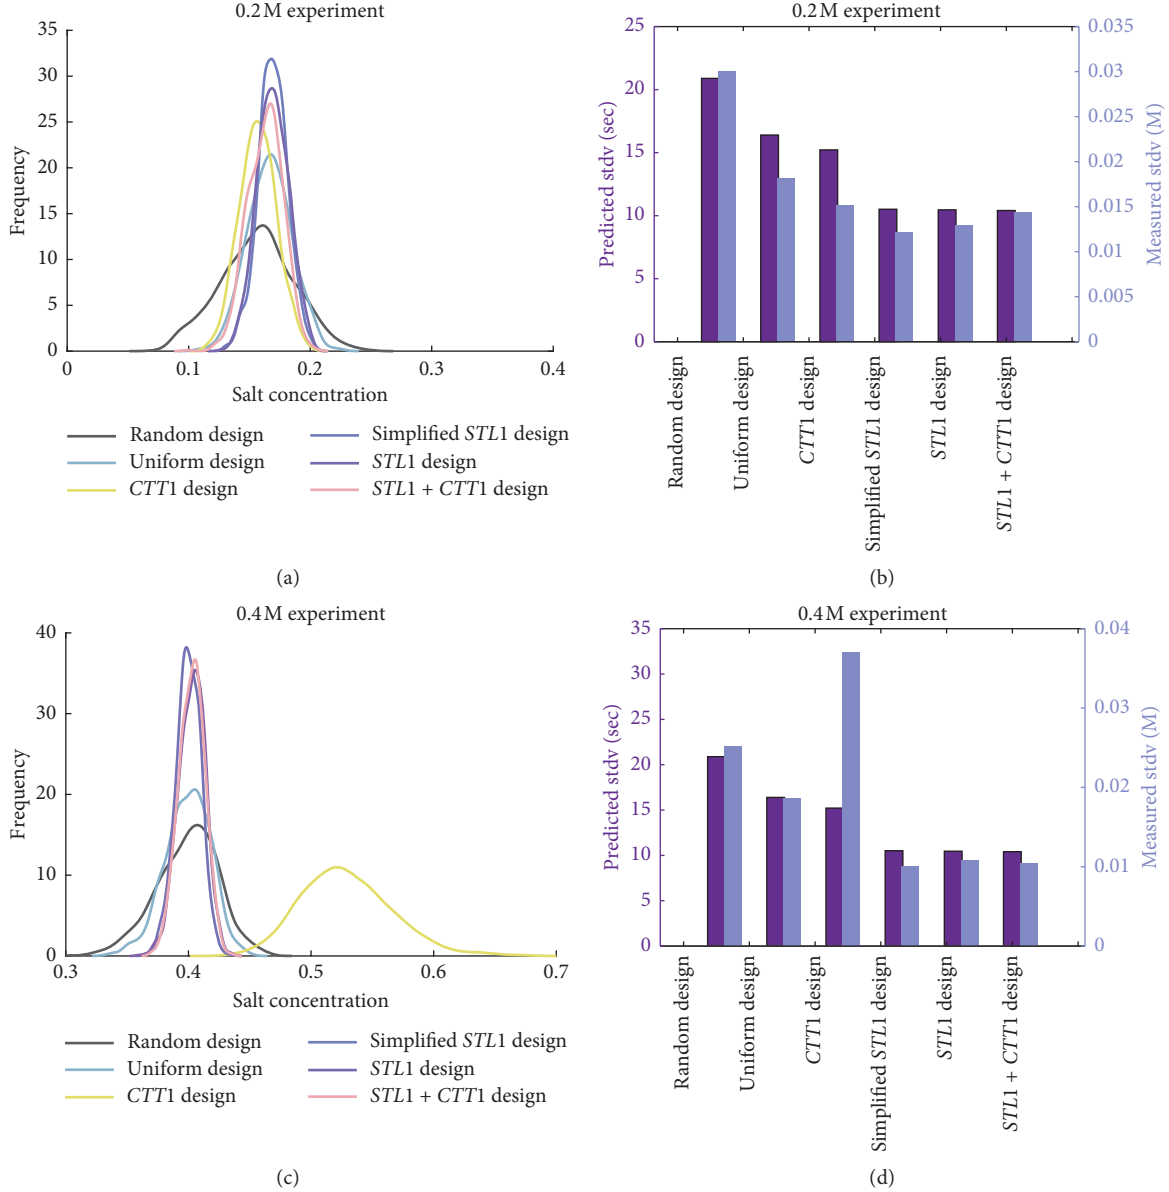 0.2 M experiment
35
30
25
20
15
10
5
0
Frequency
0
0.1
0.2
0.3
0.4
Salt concentration
Random design
Uniform design
CTT1 design
Simplified STL1 design
STL1 design
STL1 + CTT1 design
(a)
0.2 M experiment
25
20
15
10
5
0
Predicted stdv (sec)
0.035
0.03
0.025
0.02
0.015
0.01
0.005
0
Measured stdv (M)
Random design
Uniform design
CTT1 design
Simplified STL1 design
STL1 design
STL1 + CTT1 design
(b)
0.4 M experiment
40
30
20
10
0
Frequency
0.3
0.4
0.5
0.6
0.7
Salt concentration
Random design
Uniform design
CTT1 design
Simplified STL1 design
STL1 design
STL1 + CTT1 design
(c)
0.4 M experiment
35
30
25
20
15
10
5
0
Predicted stdv (sec)
0.04
0.03
0.02
0.01
0
Measured stdv (M)
Random design
Uniform design
CTT1 design
Simplified STL1 design
STL1 design
STL1 + CTT1 design
(d)